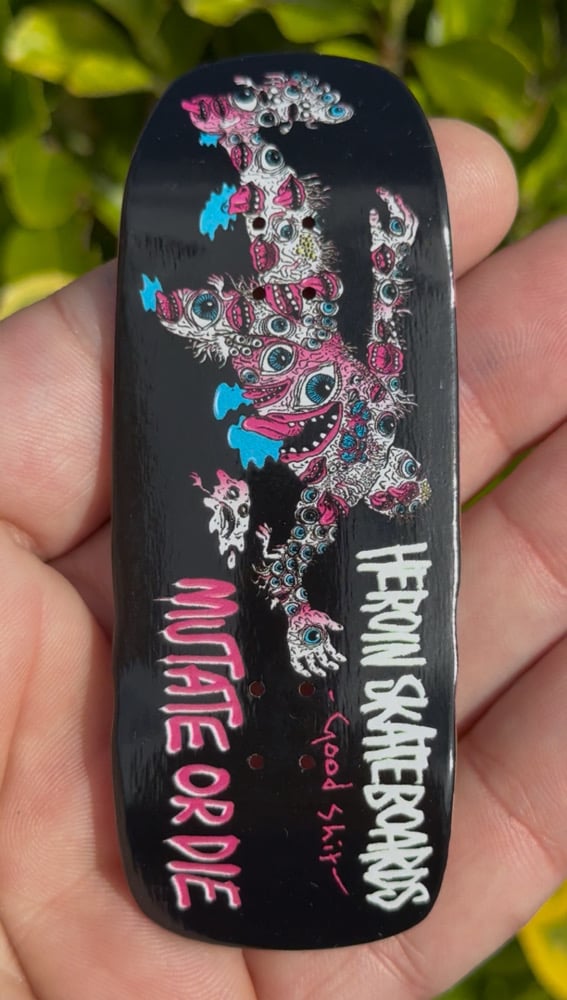 HEROIN SKATEBOARDS
- Good Shit -
MUTATE OR DIE